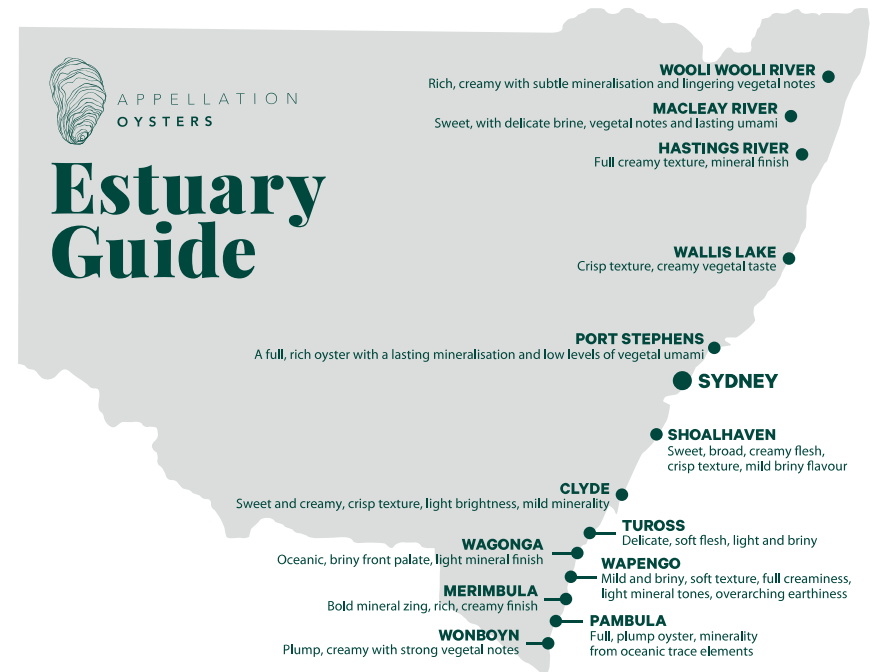 APPELLATION
OYSTERS
Estuary
Guide
WOOLI WOOLI RIVER
Rich, creamy with subtle mineralisation and lingering vegetal notes
MACLEAY RIVER
Sweet, with delicate brine, vegetal notes and lasting umami
HASTINGS RIVER
Full creamy texture, mineral finish
WALLIS LAKE
Crisp texture, creamy vegetal taste
PORT STEPHENS
A full, rich oyster with a lasting mineralisation and low levels of vegetal umami
SYDNEY
SHOALHAVEN
Sweet, broad, creamy flesh,
crisp texture, mild briny flavour
CLYDE
Sweet and creamy, crisp texture, light brightness, mild minerality
TUROSS
Delicate, soft flesh, light and briny
WAGONGA
Oceanic, briny front palate, light mineral finish
WAPENGO
Mild and briny, soft texture, full creaminess,
light mineral tones, overarching earthiness
MERIMBULA
Bold mineral zing, rich, creamy finish
PAMBULA
Full, plump oyster, minerality
from oceanic trace elements
WONBOYN
Plump, creamy with strong vegetal notes